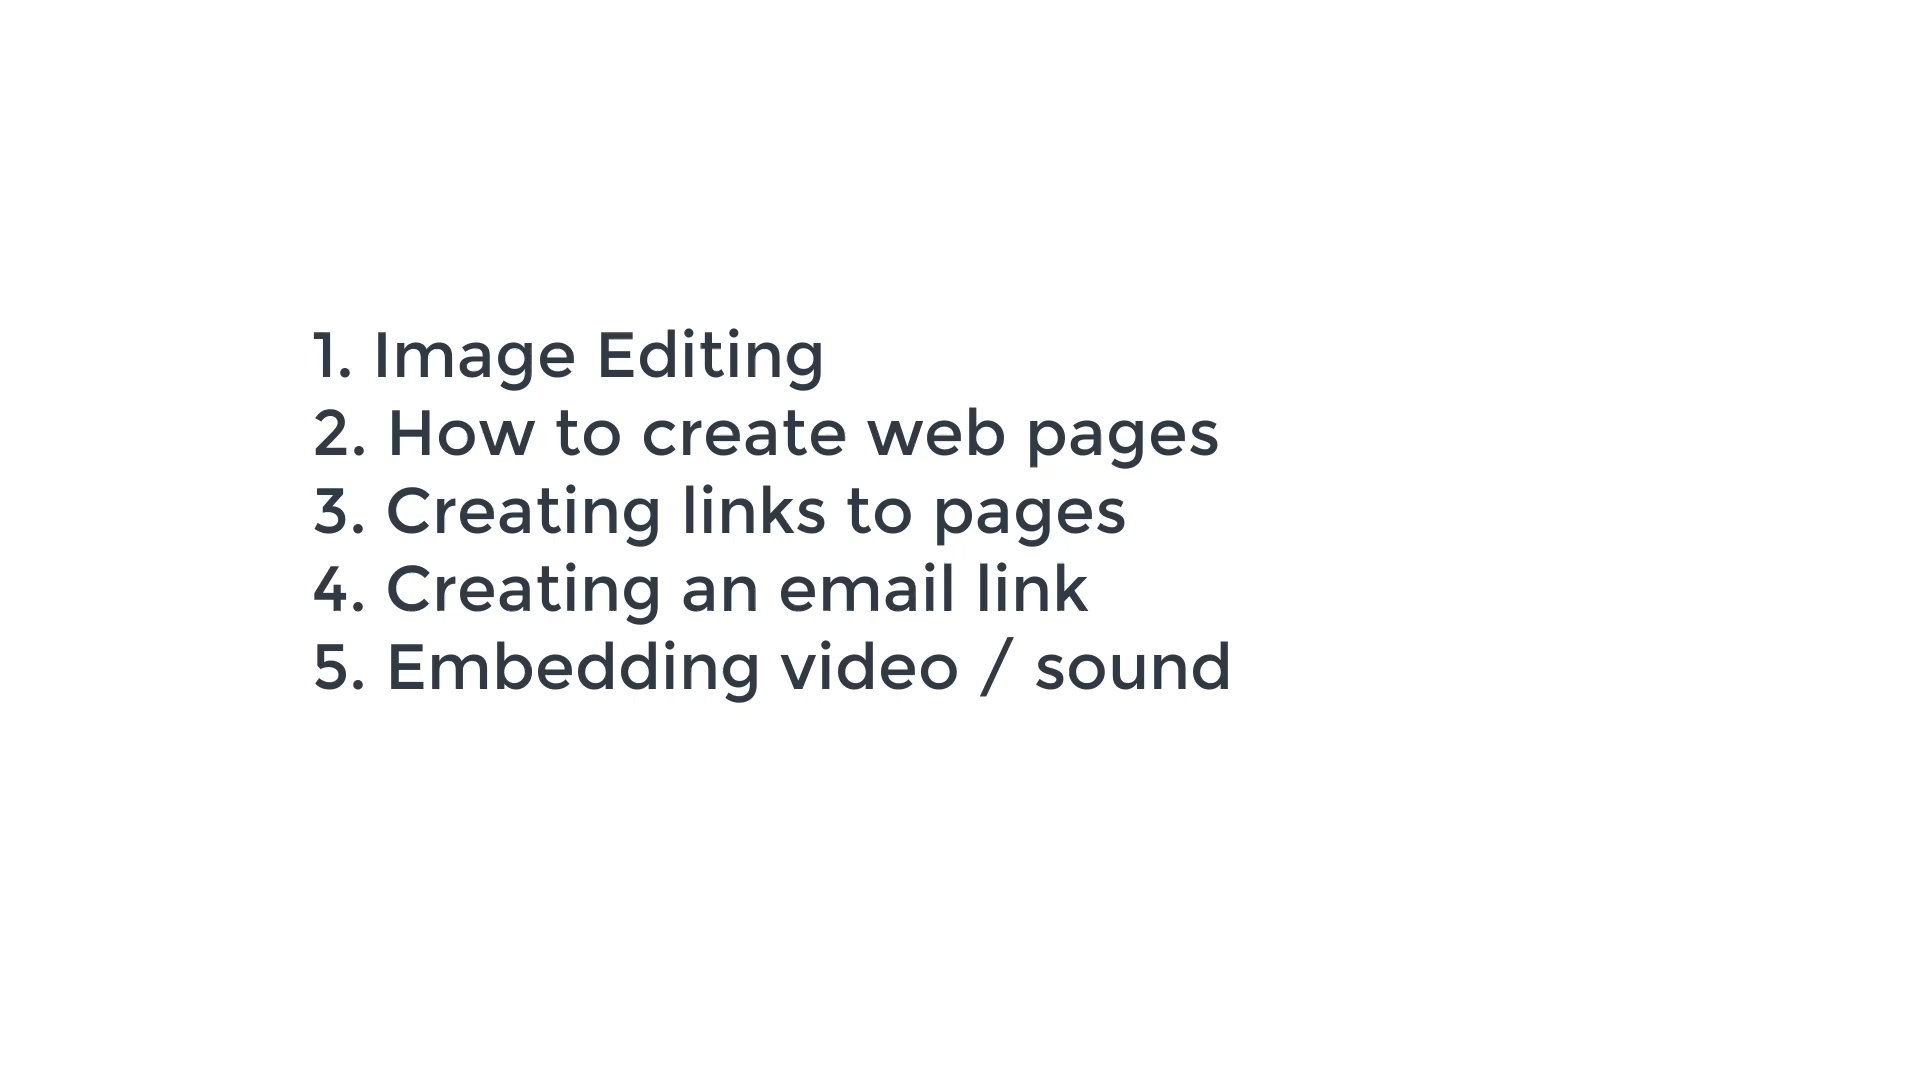 1. Image Editing
2. How to create web pages
3. Creating links to pages
4. Creating an email link
5. Embedding video / sound